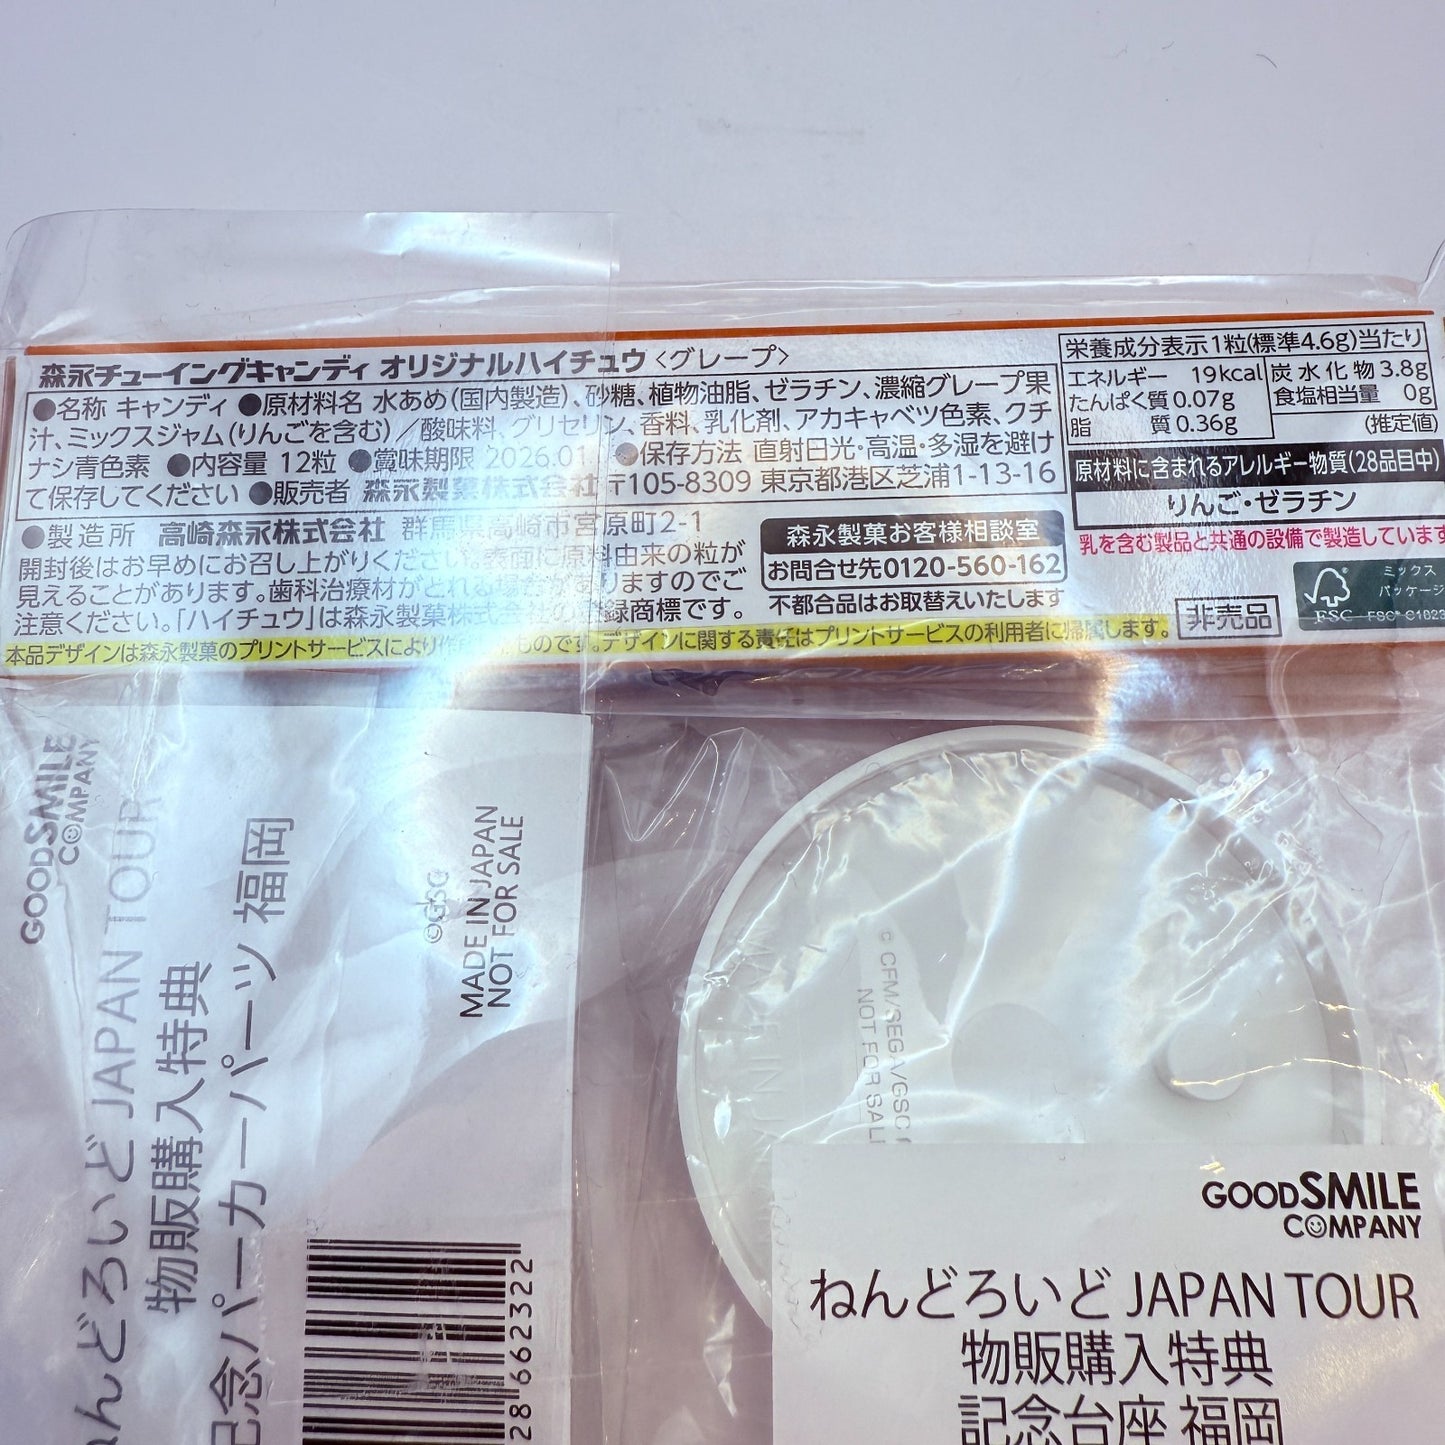 森永チューイングキャンディ オリジナルハイチュウ〈グレープ〉
●名称 キャンディ ●原材料名 水あめ(国内製造)、砂糖、植物油脂、ゼラチン、濃縮グレープ果
汁、ミックスジャム(りんごを含む)／酸味料、グリセリン、香料、乳化剤、アカキャベツ色素、クチ
ナシ青色素 ●内容量 12粒 ●賞味期限 2026.01 ●保存方法 直射日光・高温・多湿を避け
て保存してください ●販売者 森永製菓株式会社 〒105-8309 東京都港区芝浦1-13-16
●製造所 高崎森永株式会社 群馬県高崎市宮原町2-1
開封後はお早めにお召し上がりください。表面に原料由来の粒が
見えることがあります。歯科治療材がとれる場合がありますのでご
注意ください。「ハイチュウ」は森永製菓株式会社の登録商標です。
森永製菓お客様相談室
お問合せ先0120-560-162
不都合品はお取替えいたします
本品デザインは森永製菓のプリントサービスにより作ものです。デザインに関する責任はプリントサービスの利用者に帰属します。
栄養成分表示1粒(標準4.6g)当たり
エネルギー 19kcal
たんぱく質 0.07g
脂質 0.36g
炭水化物 3.8g
食塩相当量 0g
(推定値)
原材料に含まれるアレルギー物質(28品目中)
りんご・ゼラチン
乳を含む製品と共通の設備で製造しています
非売品
FSC
ミックス
パッケージ
FSC® C1623
GOODSMILE
COMPANY
んどろいど JAPAN TOUR
物販購入特典
記念パーカーパーツ 福岡
©GSC
MADE IN JAPAN
NOT FOR SALE
28662322
© CFM/SEGA/GSC
NOT FOR SAL
GOODSMILE
COMPANY
ねんどろいど JAPAN TOUR
物販購入特典
記念台座 福岡